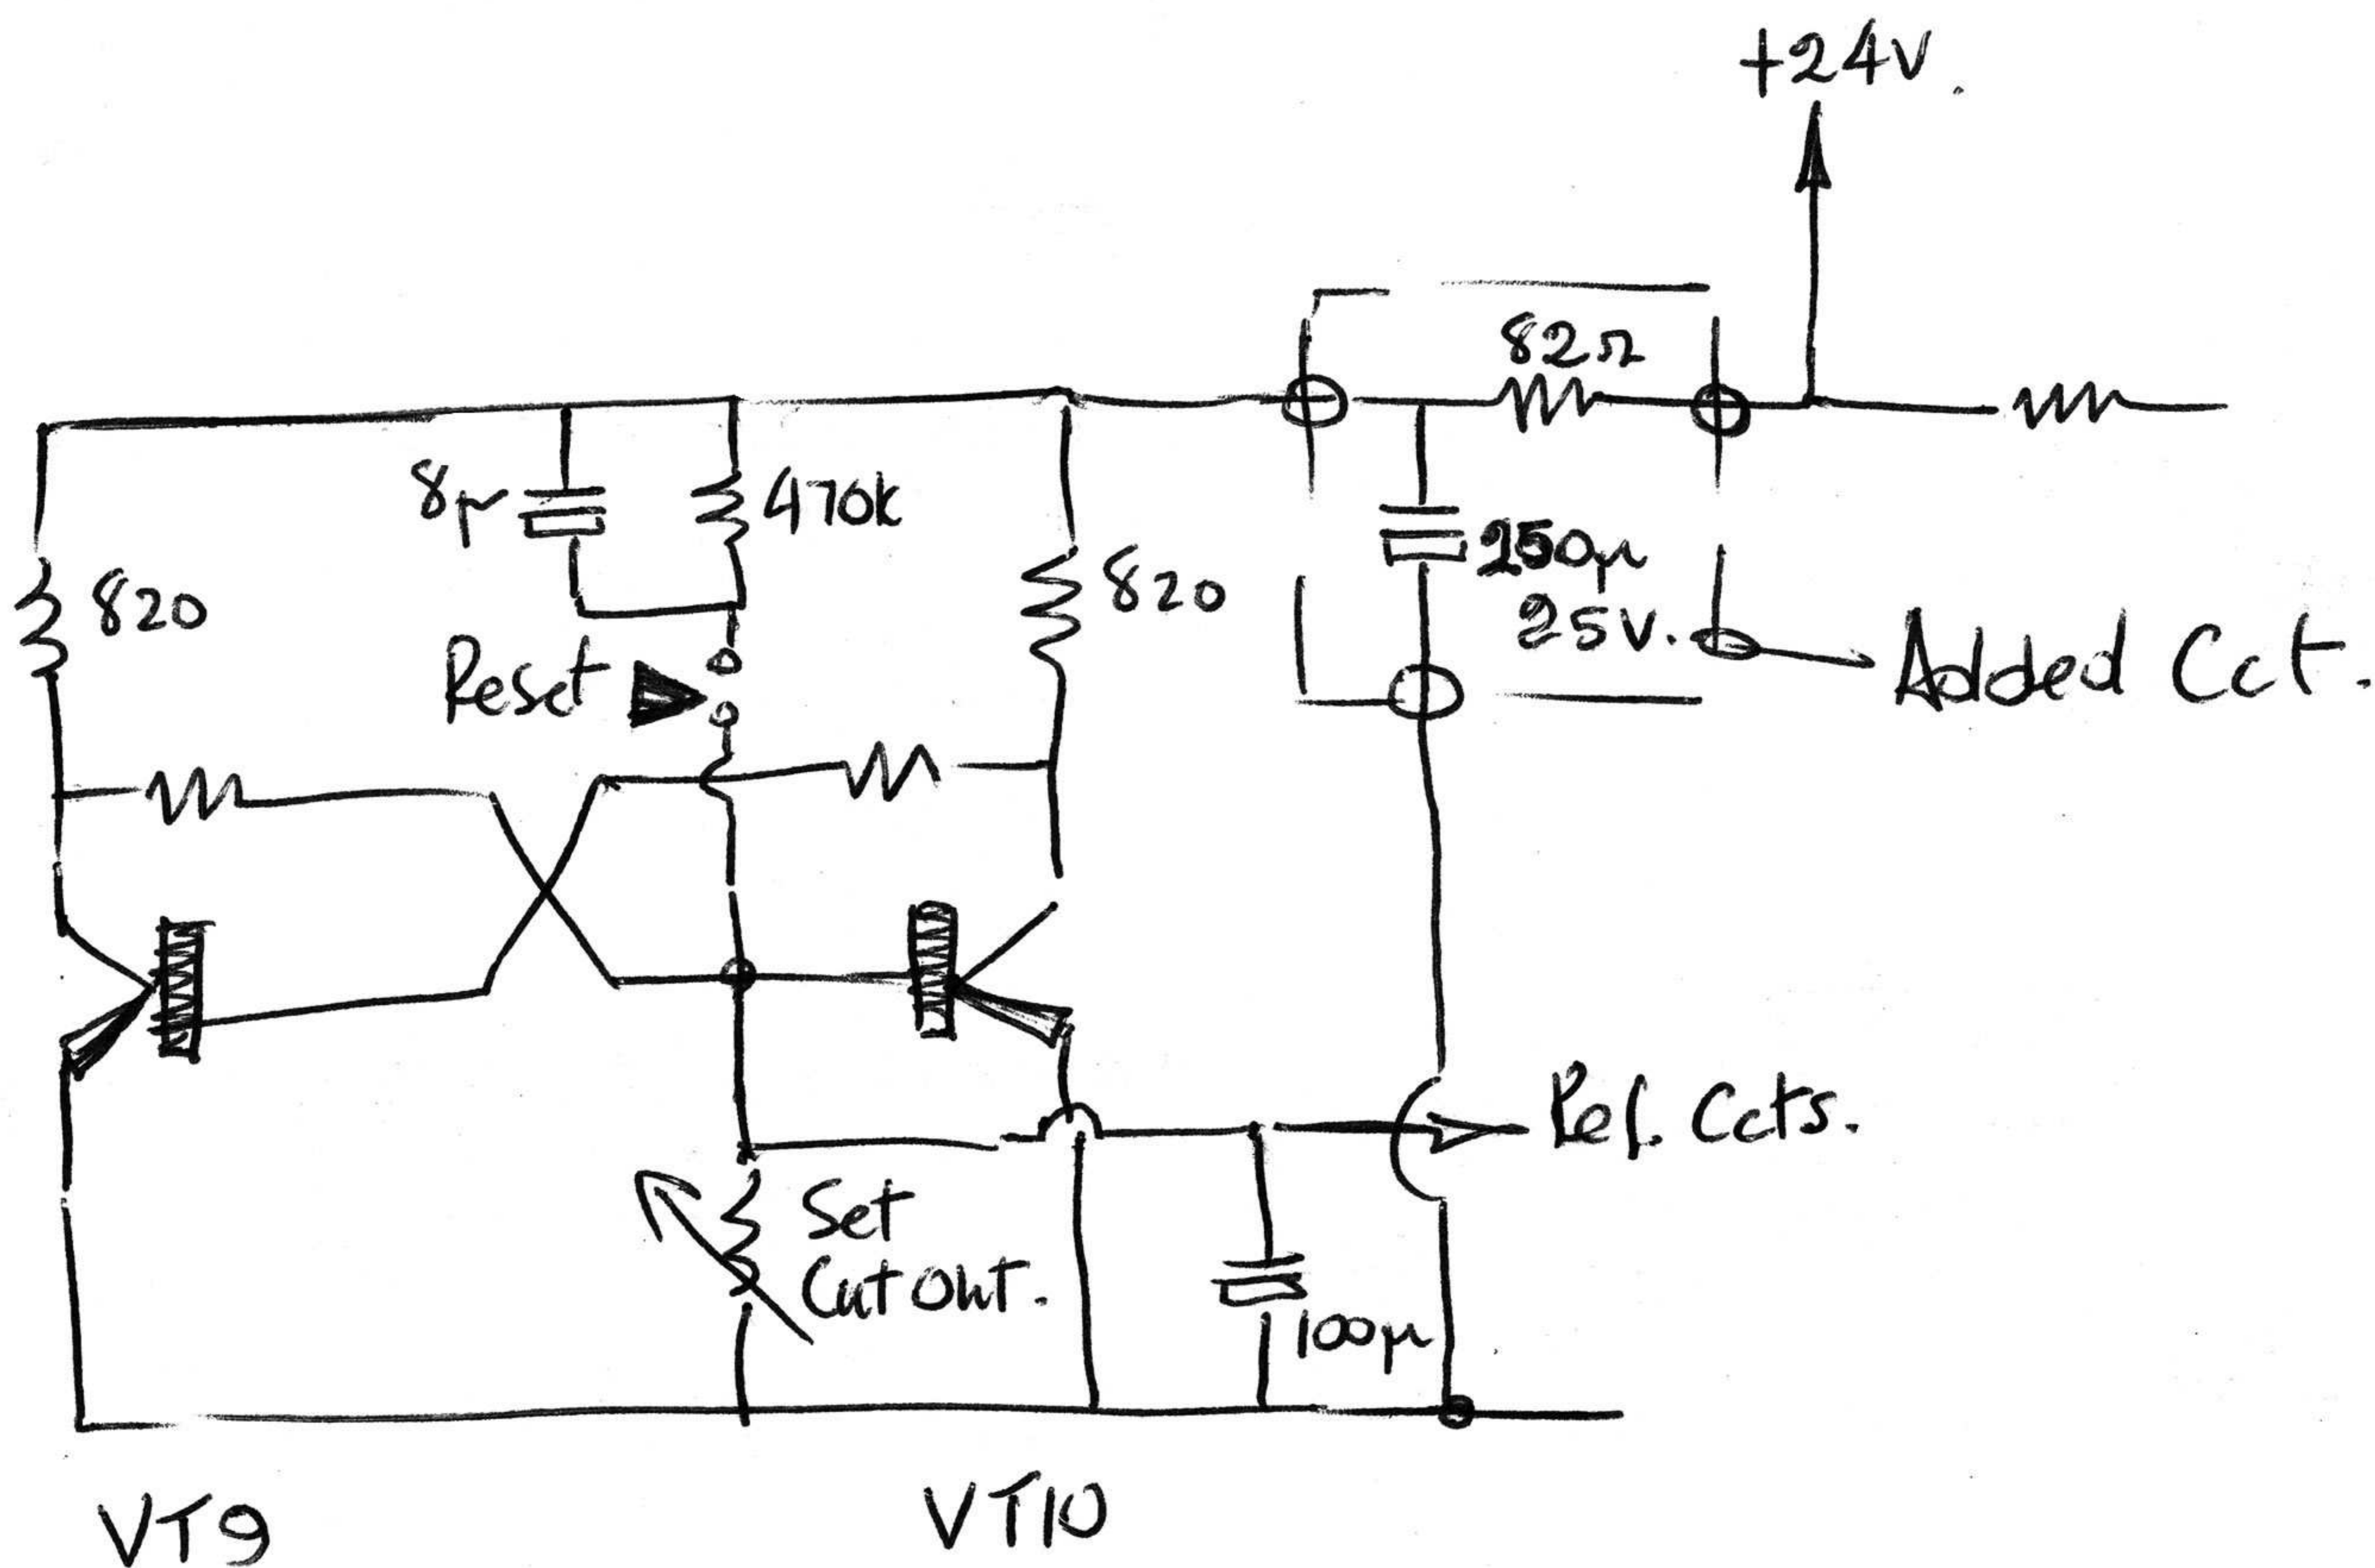 +24V.
82Ω
8μ
470k
250μ
25V.
820
820
Added Cct.
Reset
Ref. Ccts.
Set
Cut Out.
100μ
VT9
VT10